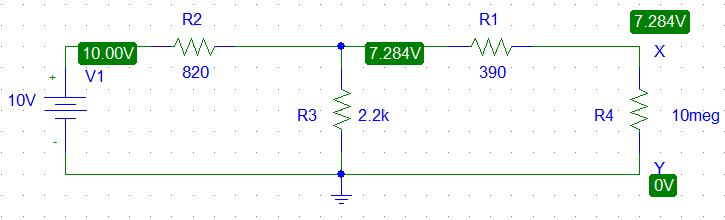 R2
R1
7.284V
10.00V
7.284V
X
+
V1
820
390
10V
R3
2.2k
R4
10meg
-
Y
0V